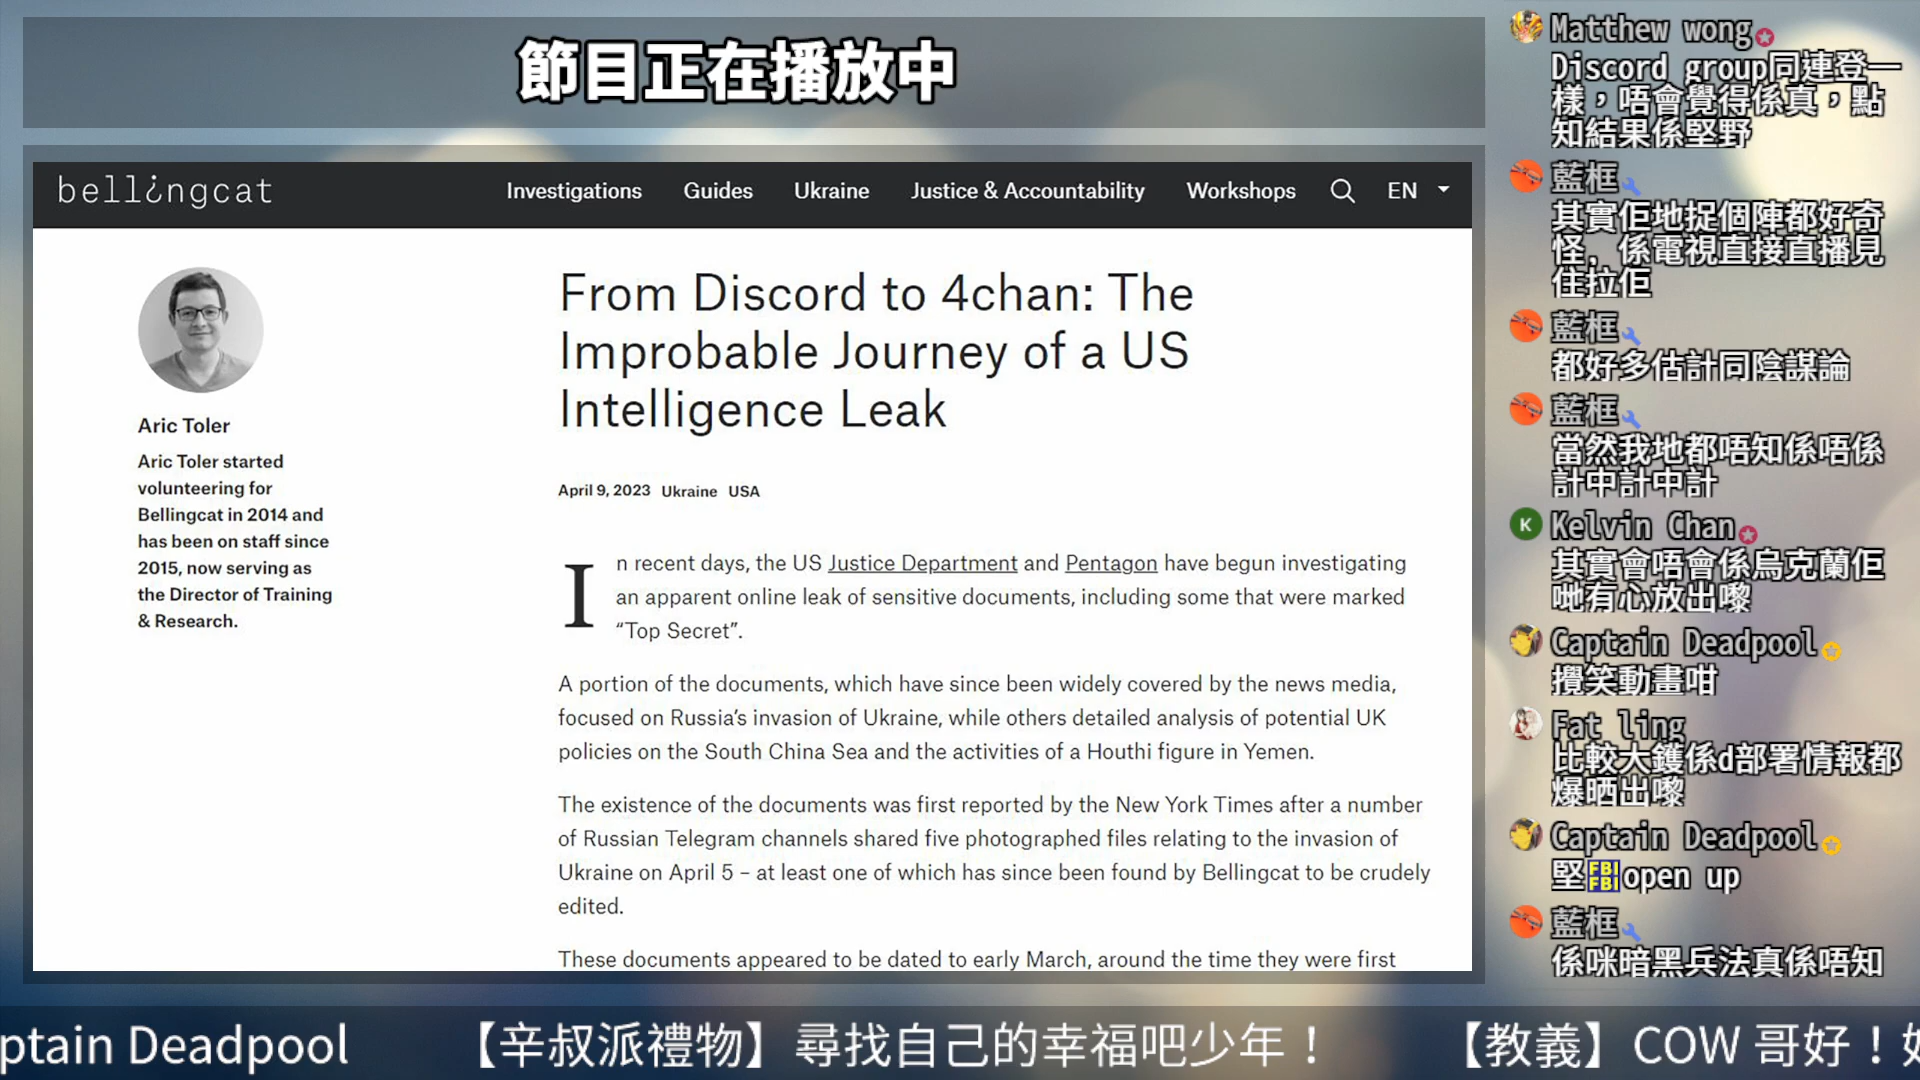 節目正在播放中
bell¿ngcat
Investigations Guides Ukraine Justice & Accountability Workshops EN
Aric Toler
Aric Toler started
volunteering for
Bellingcat in 2014 and
has been on staff since
2015, now serving as
the Director of Training
& Research.
From Discord to 4chan: The
Improbable Journey of a US
Intelligence Leak
April 9, 2023 Ukraine USA
In recent days, the US Justice Department and Pentagon have begun investigating
an apparent online leak of sensitive documents, including some that were marked
“Top Secret”.
A portion of the documents, which have since been widely covered by the news media,
focused on Russia’s invasion of Ukraine, while others detailed analysis of potential UK
policies on the South China Sea and the activities of a Houthi figure in Yemen.
The existence of the documents was first reported by the New York Times after a number
of Russian Telegram channels shared five photographed files relating to the invasion of
Ukraine on April 5 – at least one of which has since been found by Bellingcat to be crudely
edited.
These documents appeared to be dated to early March, around the time they were first
Matthew wong
Discord group同連登一
樣，唔會覺得係真，點
知結果係堅野
藍框
其實佢地捉個陣都好奇
怪，係電視直接直播見
住拉佢
藍框
都好多估計同陰謀論
藍框
當然我地都唔知係唔係
計中計中計
K
Kelvin Chan
其實會唔會係烏克蘭佢
哋有心放出嚟
Captain Deadpool
攪笑動畫咁
Fat ling
比較大鑊係d部署情報都
爆晒出嚟
Captain Deadpool
堅FBI FBI open up
藍框
係咪暗黑兵法真係唔知
ptain Deadpool 【辛叔派禮物】尋找自己的幸福吧少年！ 【教義】COW 哥好！